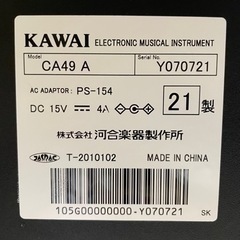 KAWAI ELECTRONIC MUSICAL INSTRUMENT
Model Serial No.
CA49 A Y070721
AC ADAPTOR: PS-154
DC 15V ⎓ 4A
21 製
株式会社 河合楽器製作所
JASPAC T-2010102 MADE IN CHINA
105G00000000-Y070721
SK